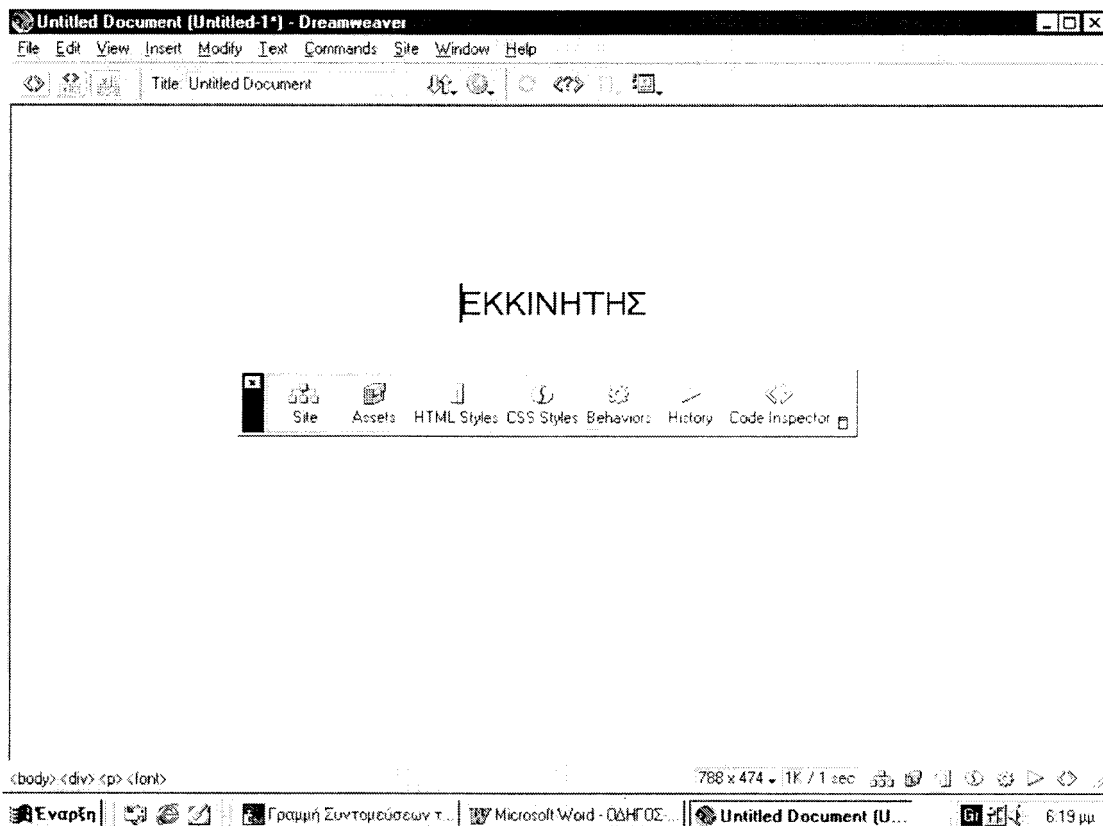 Untitled Document (Untitled-1*) - Dreamweaver
File Edit View Insert Modify Text Commands Site Window Help
Title: Untitled Document
ΕΚΚΙΝΗΤΗΣ
Site Assets HTML Styles CSS Styles Behaviors History Code Inspector
<body> <div> <p> <font> 788 x 474 1K / 1 sec
Έναρξη Γραμμή Συντομεύσεων τ... Microsoft Word - ΟΔΗΓΟΣ... Untitled Document (U... 6:19 μμ